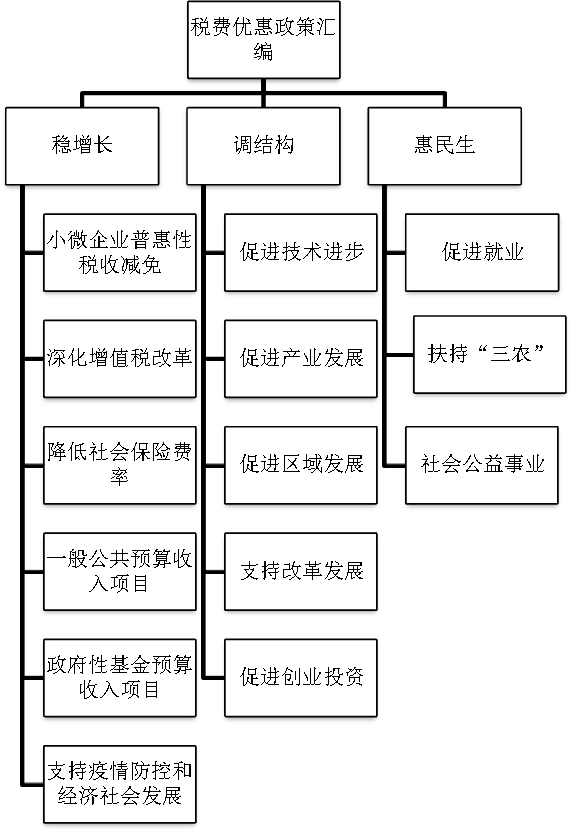 税费优惠政策汇
编
稳增长
调结构
惠民生
小微企业普惠性
税收减免
促进技术进步
促进就业
深化增值税改革
促进产业发展
扶持“三农”
降低社会保险费
率
促进区域发展
社会公益事业
一般公共预算收
入项目
支持改革发展
政府性基金预算
收入项目
促进创业投资
支持疫情防控和
经济社会发展